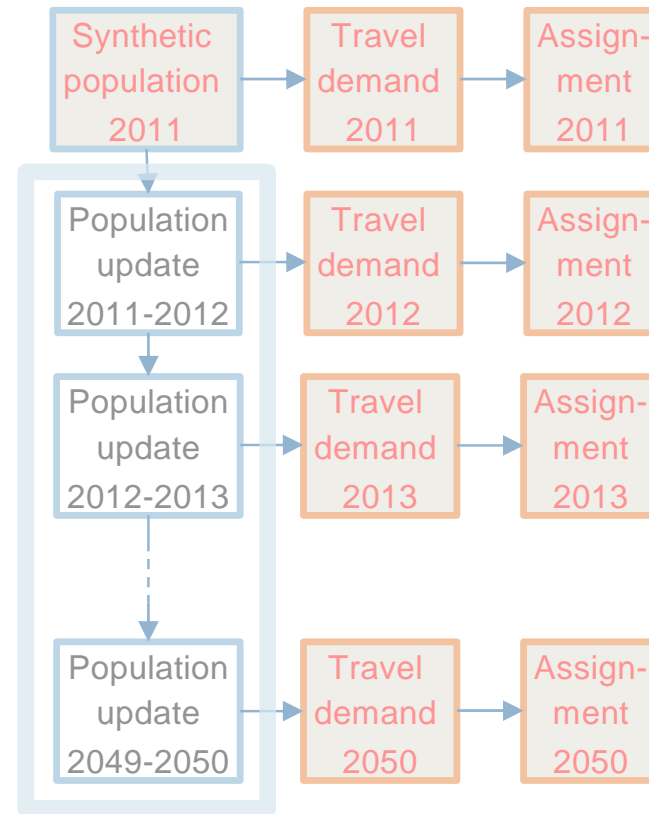 Synthetic
population
2011
Travel
demand
2011
Assign-
ment
2011
Population
update
2011-2012
Travel
demand
2012
Assign-
ment
2012
Population
update
2012-2013
Travel
demand
2013
Assign-
ment
2013
Population
update
2049-2050
Travel
demand
2050
Assign-
ment
2050